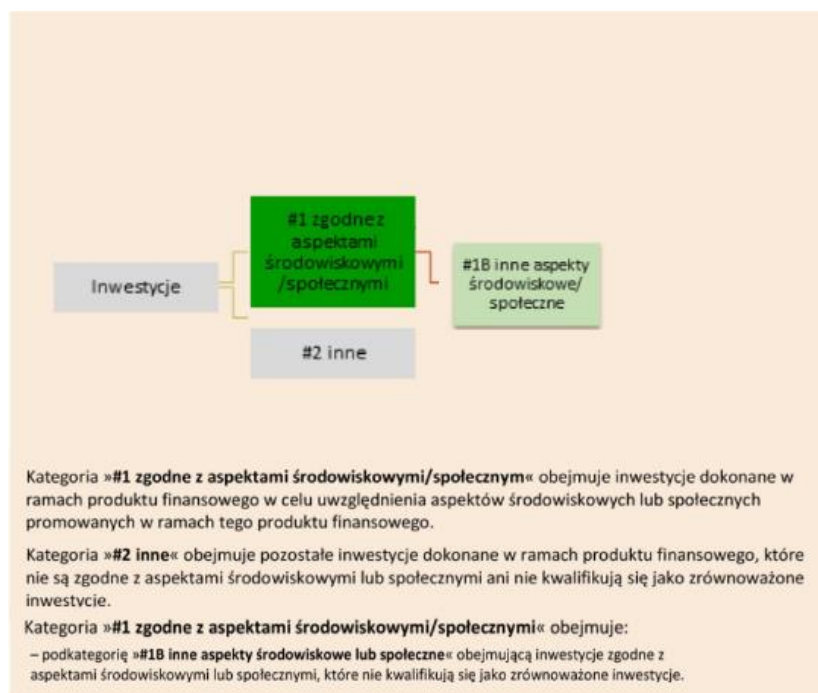 #1 zgodnez
aspektami
środowiskowymi
/społecznymi
Inwestycje
#1B inne aspekty
środowiskowe/
społeczne
#2 inne
Kategoria »#1 zgodne z aspektami środowiskowymi/społecznym« obejmuje inwestycje dokonane w
ramach produktu finansowego w celu uwzględnienia aspektów środowiskowych lub społecznych
promowanych w ramach tego produktu finansowego.
Kategoria »#2 inne« obejmuje pozostałe inwestycje dokonane w ramach produktu finansowego, które
nie są zgodne z aspektami środowiskowymi lub społecznymi ani nie kwalifikują się jako zrównoważone
inwestycje.
Kategoria »#1 zgodne z aspektami środowiskowymi/społecznymi« obejmuje:
– podkategorię »#1B inne aspekty środowiskowe lub społeczne« obejmującą inwestycje zgodne z
aspektami środowiskowymi lub społecznymi, które nie kwalifikują się jako zrównoważone inwestycje.